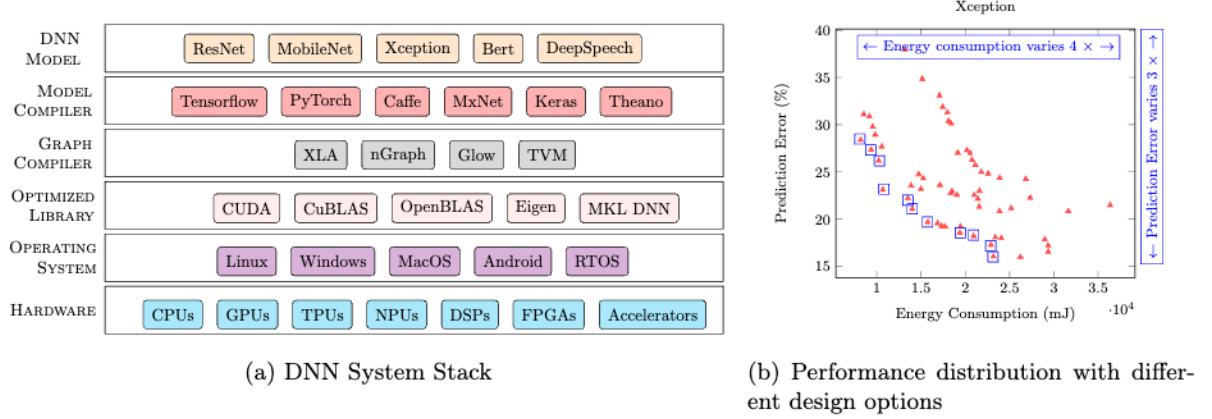 DNN
MODEL
ResNet MobileNet Xception Bert DeepSpeech
MODEL
COMPILER
Tensorflow PyTorch Caffe MxNet Keras Theano
GRAPH
COMPILER
XLA nGraph Glow TVM
OPTIMIZED
LIBRARY
CUDA CuBLAS OpenBLAS Eigen MKL DNN
OPERATING
SYSTEM
Linux Windows MacOS Android RTOS
HARDWARE
CPUs GPUs TPUs NPUs DSPs FPGAs Accelerators
(a) DNN System Stack
Xception
← Energy consumption varies 4 × →
← Prediction Error varies 3 × →
Prediction Error (%)
40
35
30
25
20
15
1 1.5 2 2.5 3 3.5
Energy Consumption (mJ)
·10⁴
(b) Performance distribution with differ-
ent design options